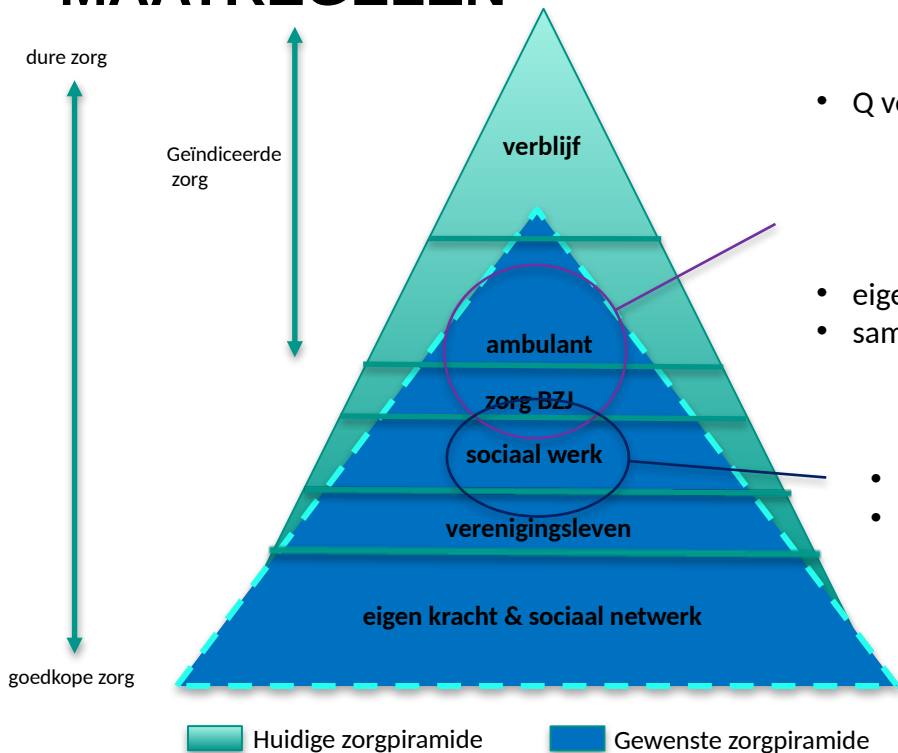 dure zorg
Geïndiceerde
zorg
verblijf
ambulant
zorg BZJ
sociaal werk
verenigingsleven
eigen kracht & sociaal netwerk
goedkope zorg
Huidige zorgpiramide
Gewenste zorgpiramide